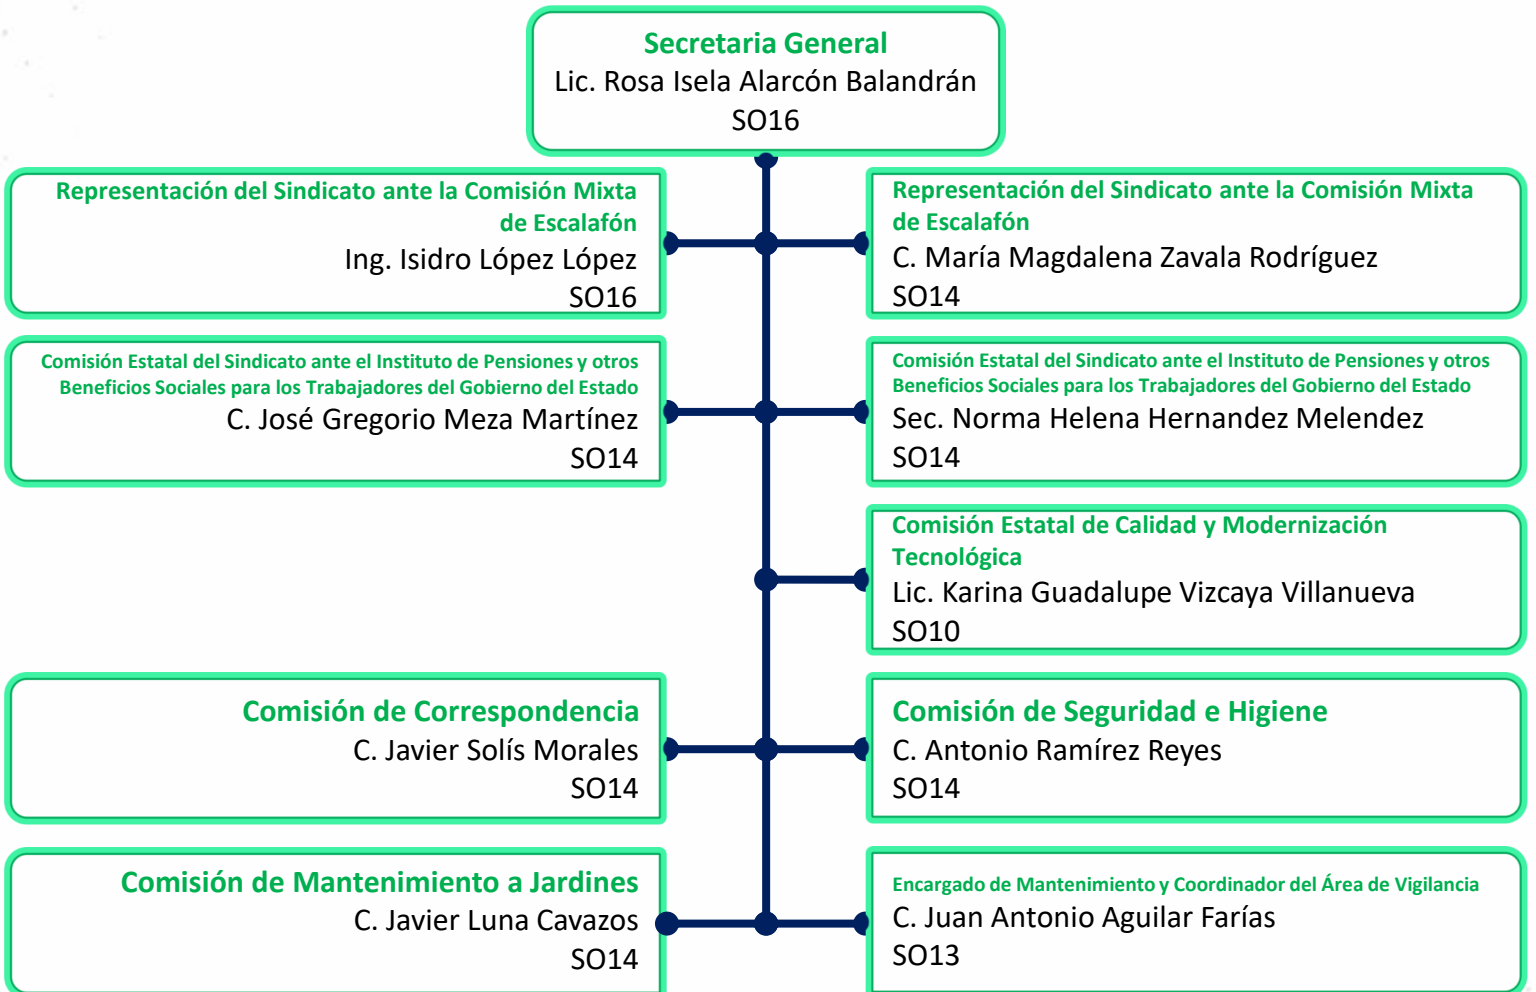 Secretaria General
Lic. Rosa Isela Alarcón Balandrán
SO16
Representación del Sindicato ante la Comisión Mixta
de Escalafón
Ing. Isidro López López
SO16
Representación del Sindicato ante la Comisión Mixta
de Escalafón
C. María Magdalena Zavala Rodríguez
SO14
Comisión Estatal del Sindicato ante el Instituto de Pensiones y otros
Beneficios Sociales para los Trabajadores del Gobierno del Estado
C. José Gregorio Meza Martínez
SO14
Comisión Estatal del Sindicato ante el Instituto de Pensiones y otros
Beneficios Sociales para los Trabajadores del Gobierno del Estado
Sec. Norma Helena Hernandez Melendez
SO14
Comisión Estatal de Calidad y Modernización
Tecnológica
Lic. Karina Guadalupe Vizcaya Villanueva
SO10
Comisión de Correspondencia
C. Javier Solís Morales
SO14
Comisión de Seguridad e Higiene
C. Antonio Ramírez Reyes
SO14
Comisión de Mantenimiento a Jardines
C. Javier Luna Cavazos
SO14
Encargado de Mantenimiento y Coordinador del Área de Vigilancia
C. Juan Antonio Aguilar Farías
SO13